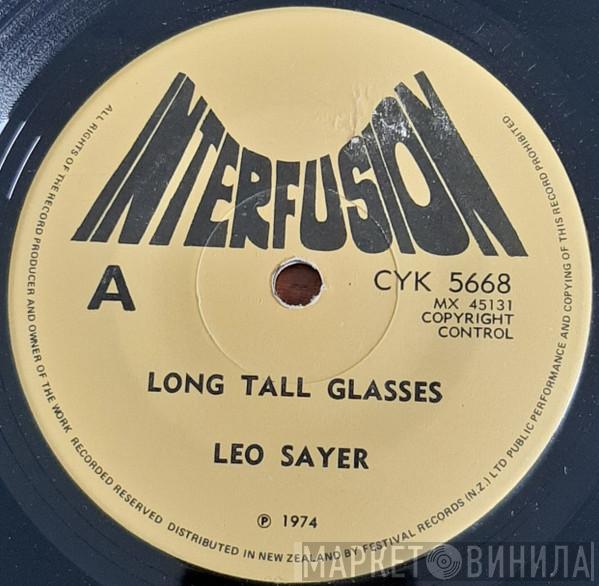 INTERFUSION
A
CYK 5668
MX 45131
COPYRIGHT
CONTROL
LONG TALL GLASSES
LEO SAYER
℗ 1974
ALL RIGHTS OF THE RECORD PRODUCER AND OWNER OF THE WORK RECORDED RESERVED DISTRIBUTED IN NEW ZEALAND BY FESTIVAL RECORDS (N.Z.) LTD PUBLIC PERFORMANCE AND COPYING OF THIS RECORD PROHIBITED
МАРКЕТ ВИНИЛА